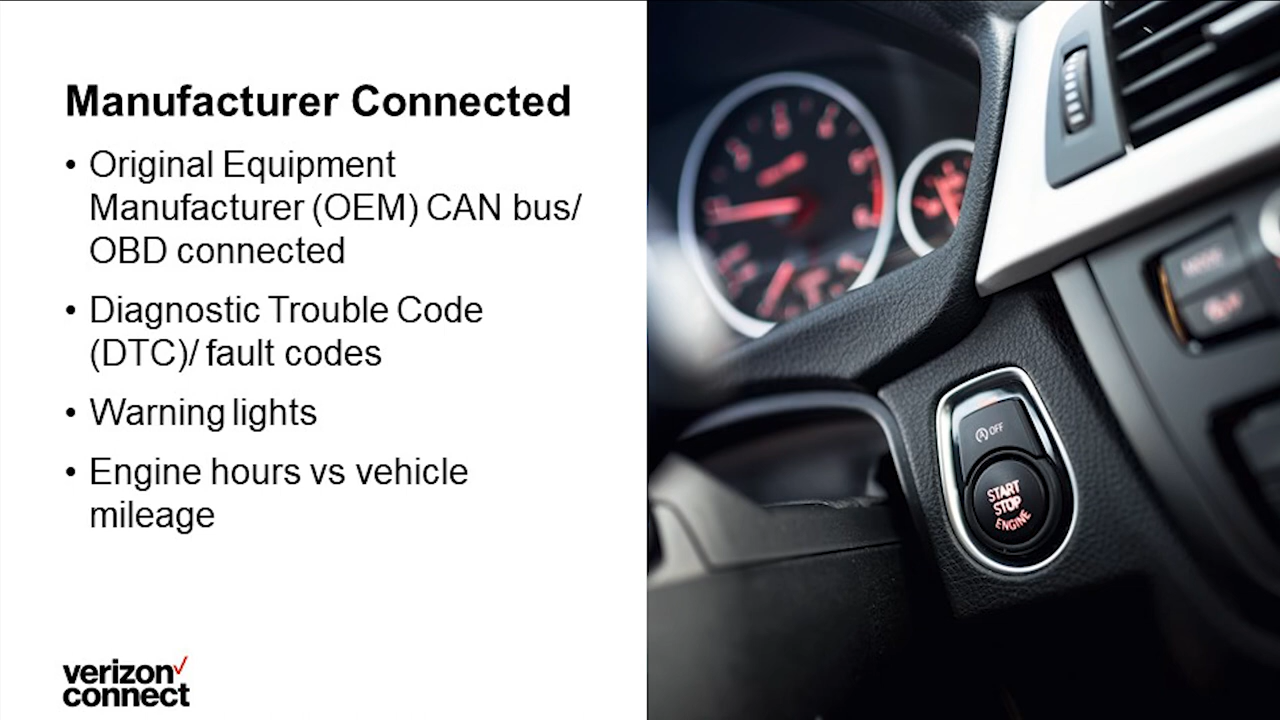 Manufacturer Connected
• Original Equipment
Manufacturer (OEM) CAN bus/
OBD connected
• Diagnostic Trouble Code
(DTC)/ fault codes
• Warning lights
• Engine hours vs vehicle
mileage
verizon✓
connect
OFF
START
STOP
ENGINE